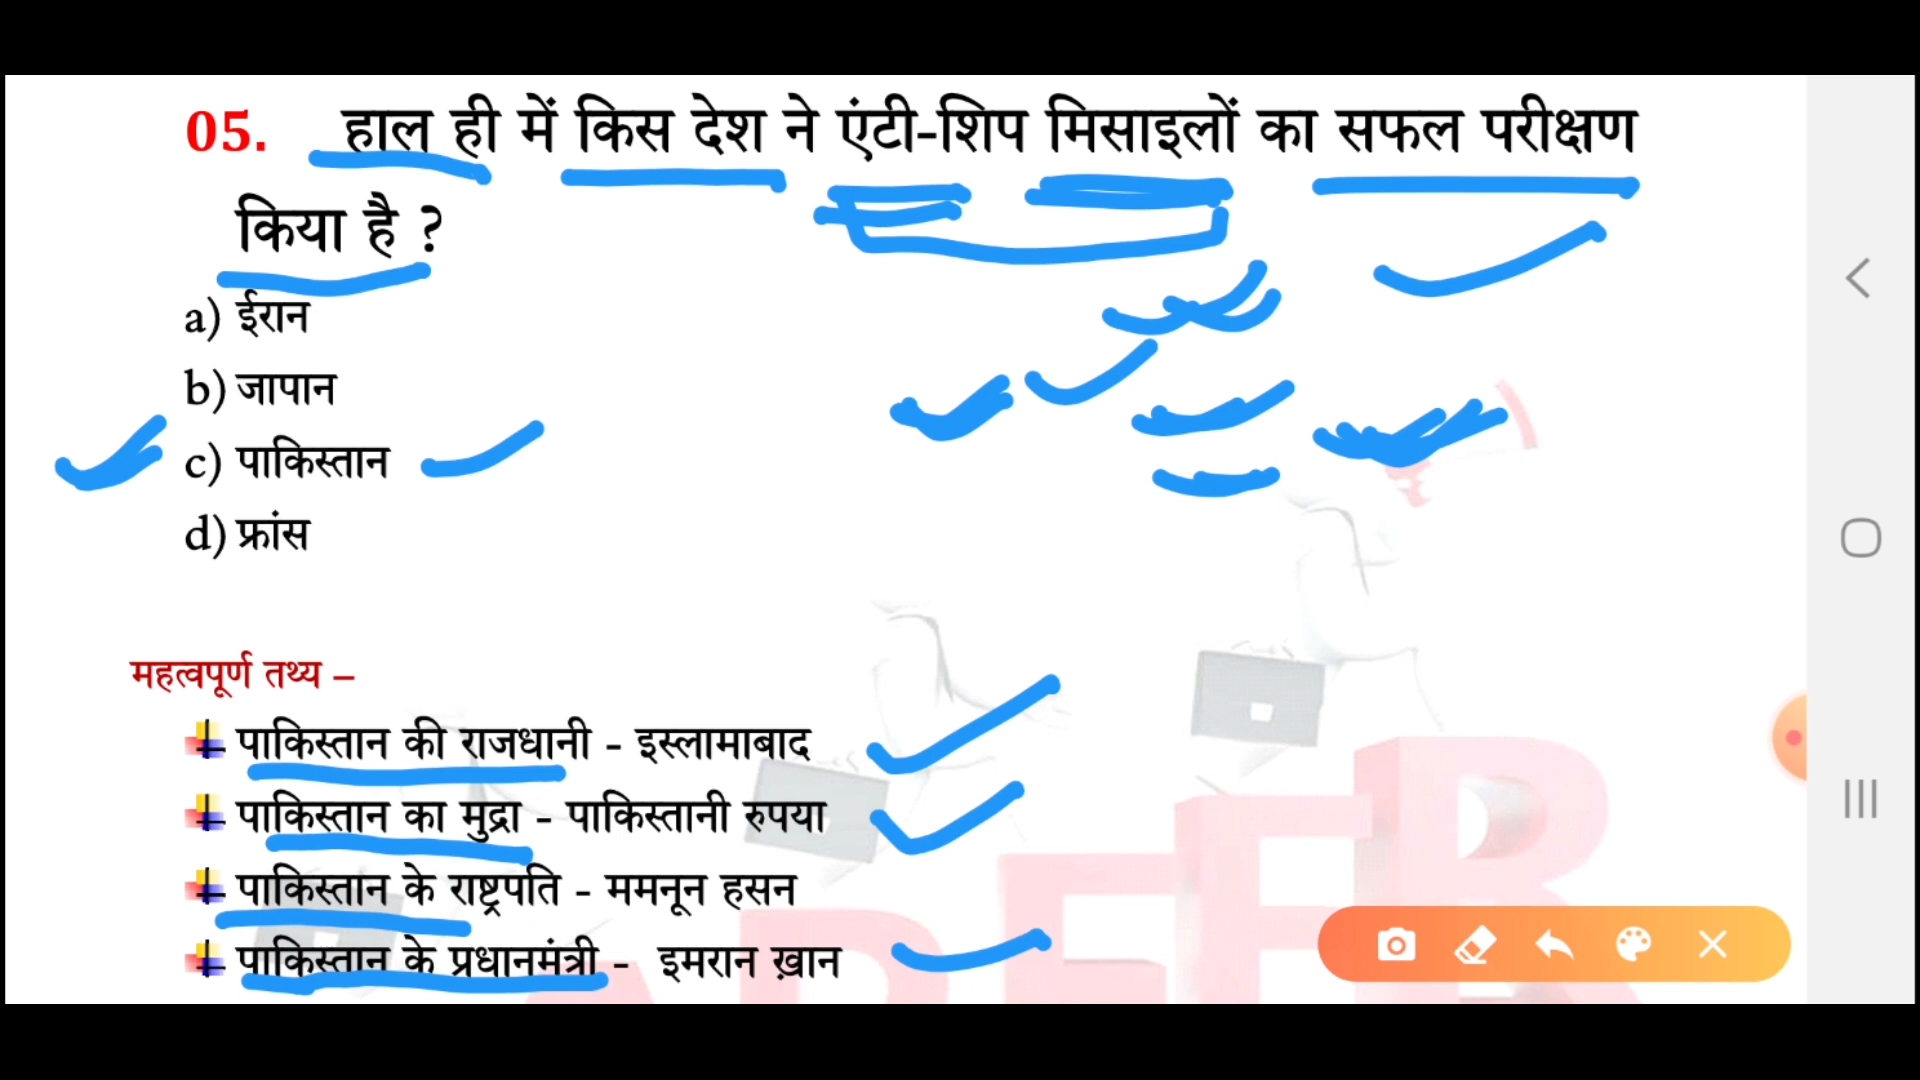 05. हाल ही में किस देश ने एंटी-शिप मिसाइलों का सफल परीक्षण
किया है ?
a) ईरान
b) जापान
c) पाकिस्तान
d) फ्रांस
महत्वपूर्ण तथ्य –
पाकिस्तान की राजधानी - इस्लामाबाद
पाकिस्तान का मुद्रा - पाकिस्तानी रुपया
पाकिस्तान के राष्ट्रपति - ममनून हसन
पाकिस्तान के प्रधानमंत्री - इमरान ख़ान